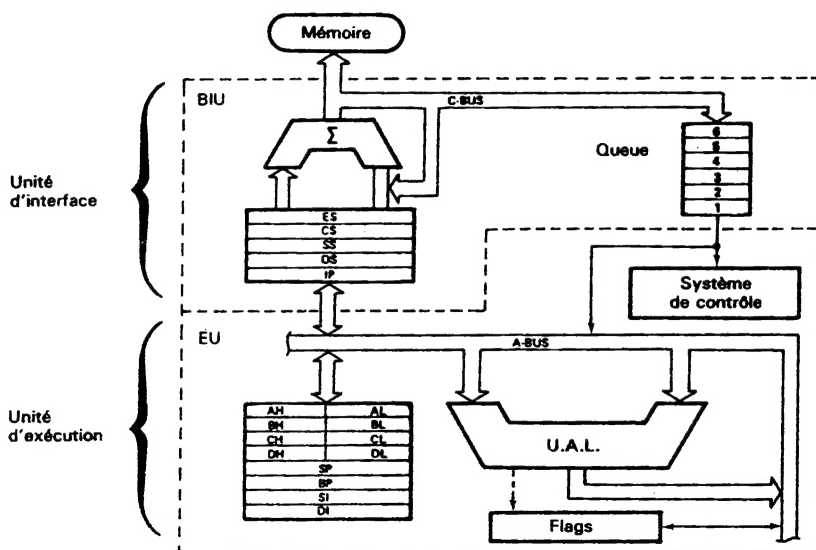 Mémoire
BIU
C-BUS
Σ
Queue
6
5
4
3
2
1
Unité
d'interface
ES
CS
SS
DS
IP
Système
de contrôle
EU
A-BUS
Unité
d'exécution
AH AL
BH BL
CH CL
DH DL
SP
BP
SI
DI
U.A.L.
Flags